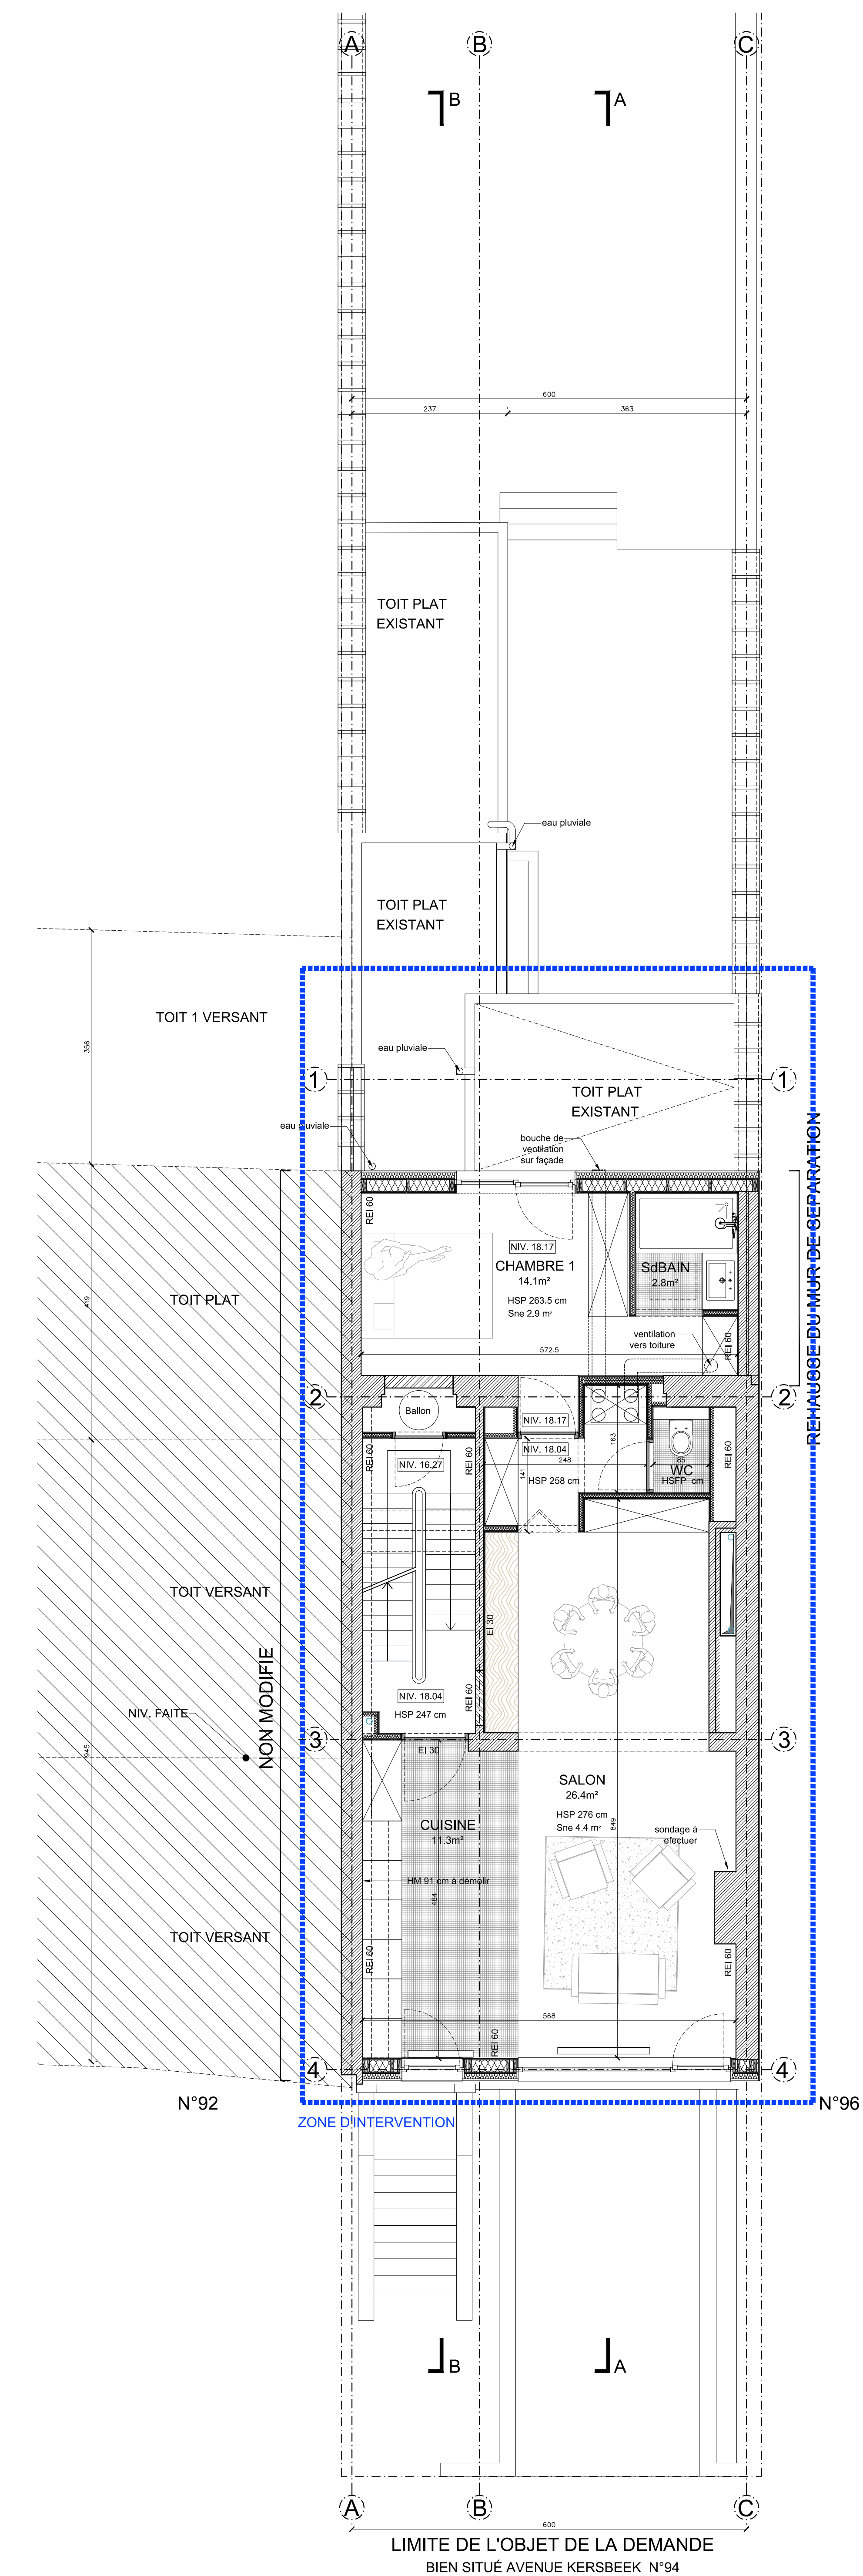 A
B
C
B
A
600
237
363
TOIT PLAT
EXISTANT
eau pluviale
TOIT PLAT
EXISTANT
356
TOIT 1 VERSANT
eau pluviale
1
1
TOIT PLAT
EXISTANT
eau pluviale
bouche de
ventilation
sur façade
REHAUSSE DU MUR DE SEPARATION
REI 60
NIV. 18.17
CHAMBRE 1
14.1m²
HSP 263.5 cm
Sne 2.9 m²
SdBAIN
2.8m²
419
TOIT PLAT
ventilation
vers toiture
REI 60
572.5
2
2
Ballon
NIV. 18.17
NIV. 18.04
163
REI 60
REI 60
NIV. 16.27
248
141
HSP 258 cm
85
WC
HSFP cm
REI 60
TOIT VERSANT
EI 30
NON MODIFIE
NIV. 18.04
HSP 247 cm
REI 60
NIV. FAITE
945
3
3
EI 30
SALON
26.4m²
HSP 276 cm
Sne 4.4 m²
849
CUISINE
11.3m²
sondage à
efectuer
HM 91 cm à démolir
484
TOIT VERSANT
REI 60
REI 60
568
REI 60
4
4
N°92
N°96
ZONE D'INTERVENTION
B
A
A
B
C
600
LIMITE DE L'OBJET DE LA DEMANDE
BIEN SITUÉ AVENUE KERSBEEK N°94